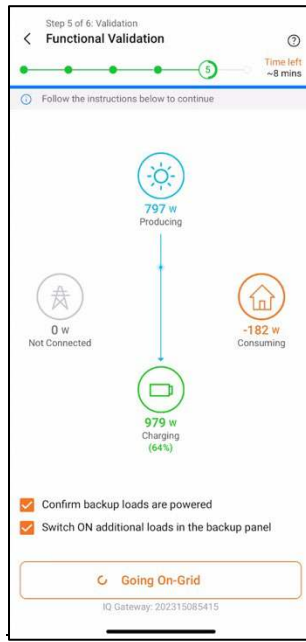 Step 5 of 6: Validation
Functional Validation
5
Time left
~8 mins
Follow the instructions below to continue
797 W
Producing
0 W
Not Connected
-182 W
Consuming
979 W
Charging
(64%)
Confirm backup loads are powered
Switch ON additional loads in the backup panel
Going On-Grid
IQ Gateway: 202315085415